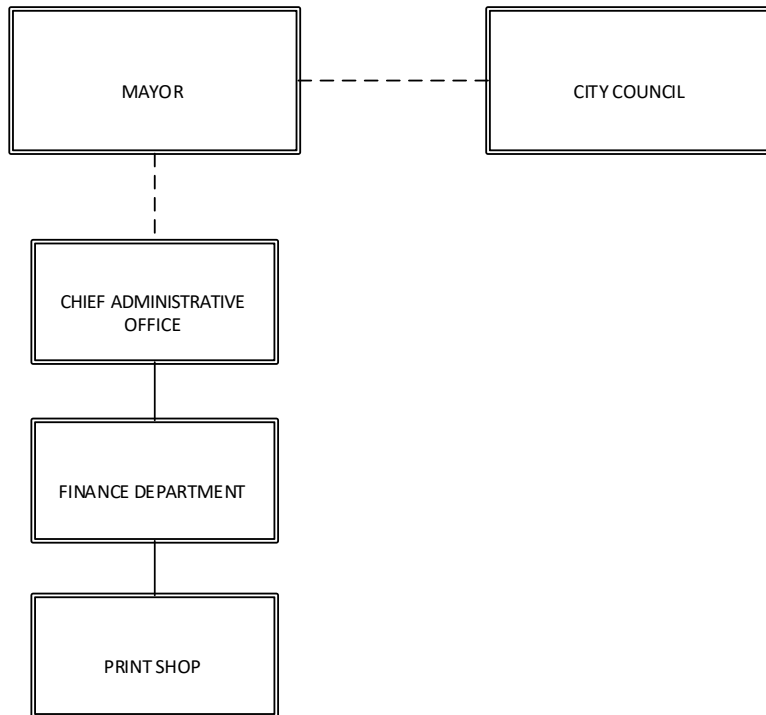 MAYOR
CITY COUNCIL
CHIEF ADMINISTRATIVE
OFFICE
FINANCE DEPARTMENT
PRINT SHOP